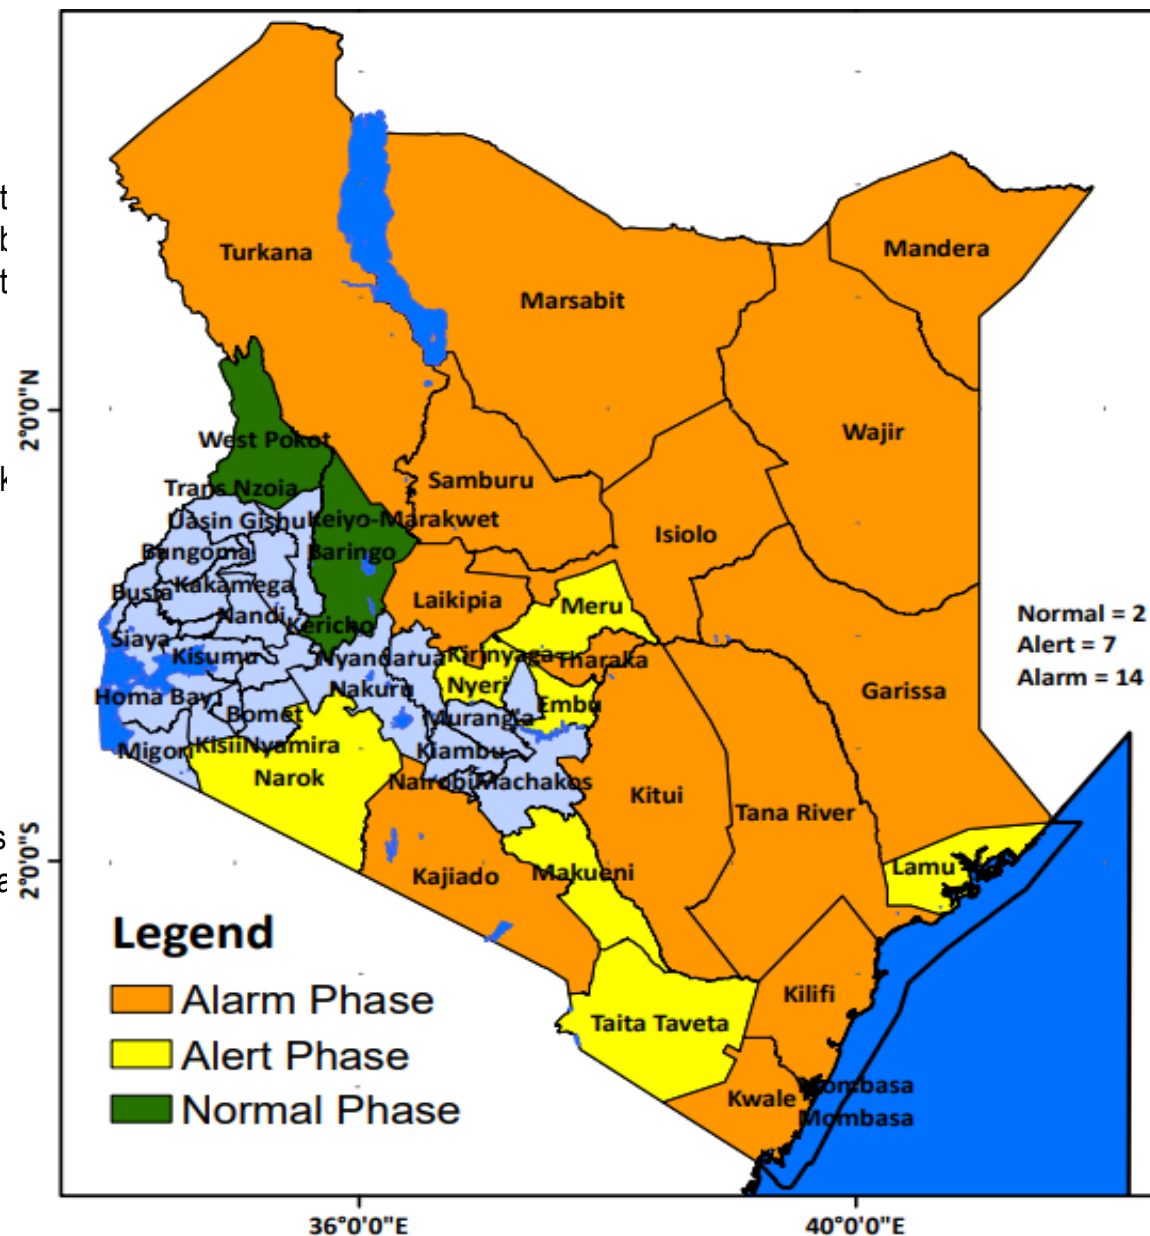 Turkana
Mandera
Marsabit
2°0'0"N
Wajir
West Pokot
Samburu
Trans Nzoia
Uasin Gishu
Keiyo-Marakwet
Isiolo
Bungoma
Baringo
Busia
Kakamega
Laikipia
Meru
Nandi
Kericho
Normal = 2
Siaya
Alert = 7
Kisumu
Nyandarua
Kirinyaga
Tharaka
Alarm = 14
Homa Bay
Nakuru
Nyeri
Garissa
Embu
Bomet
Murang'a
Migori
Kisii
Nyamira
Kiambu
Narok
Nairobi
Machakos
Kitui
Tana River
2°0'0"S
Kajiado
Makueni
Lamu
Legend
Alarm Phase
Kilifi
Taita Taveta
Alert Phase
Kwale
Mombasa
Normal Phase
Mombasa
36°0'0"E
40°0'0"E